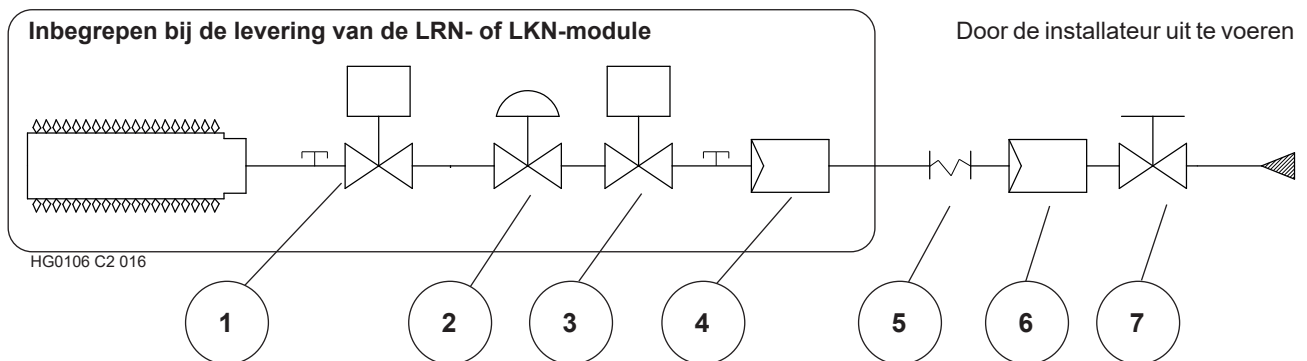 Inbegrepen bij de levering van de LRN- of LKN-module
Door de installateur uit te voeren
HG0106 C2 016
1
2
3
4
5
6
7